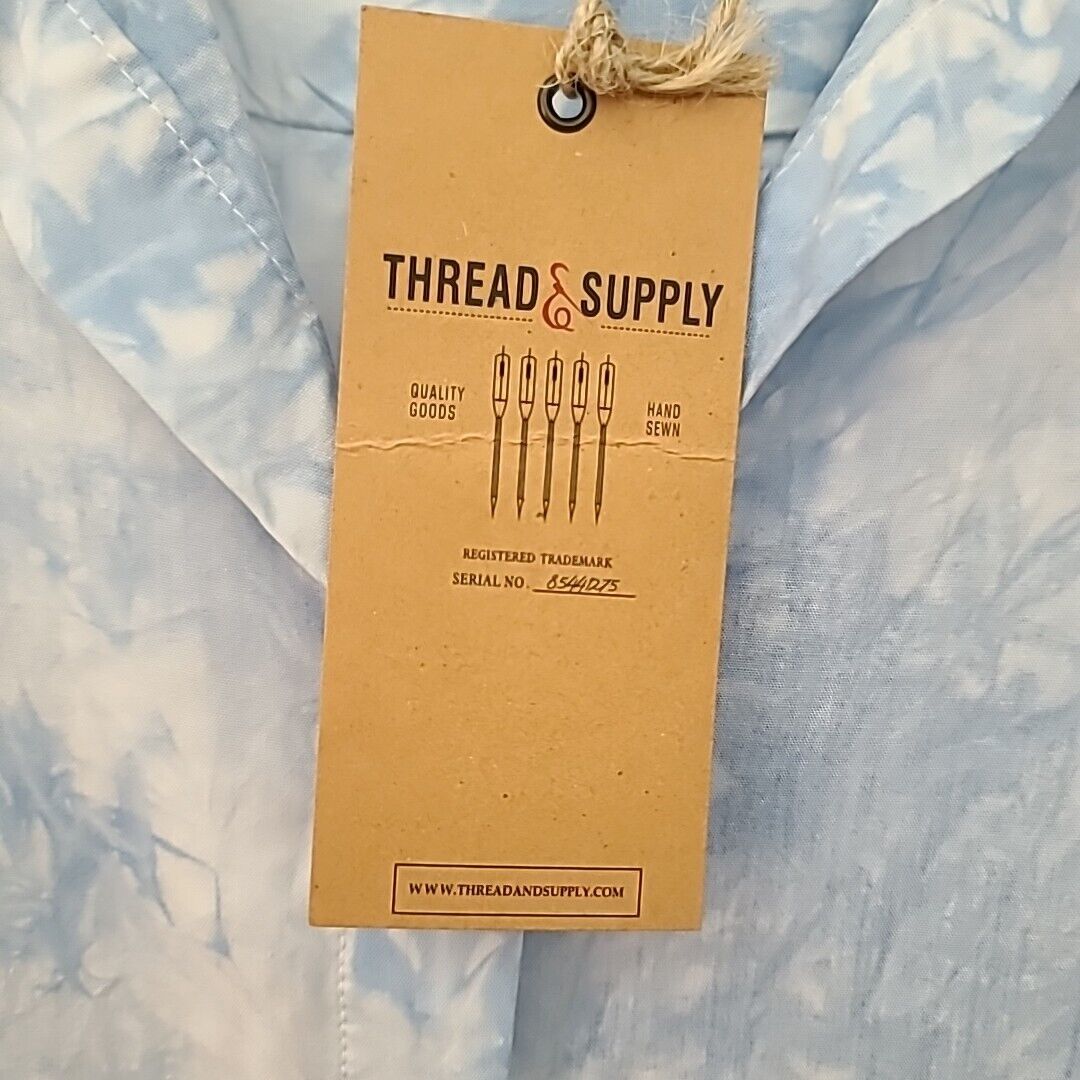 THREAD & SUPPLY
QUALITY GOODS
HAND SEWN
REGISTERED TRADEMARK
SERIAL NO. 8544D75
WWW.THREADANDSUPPLY.COM